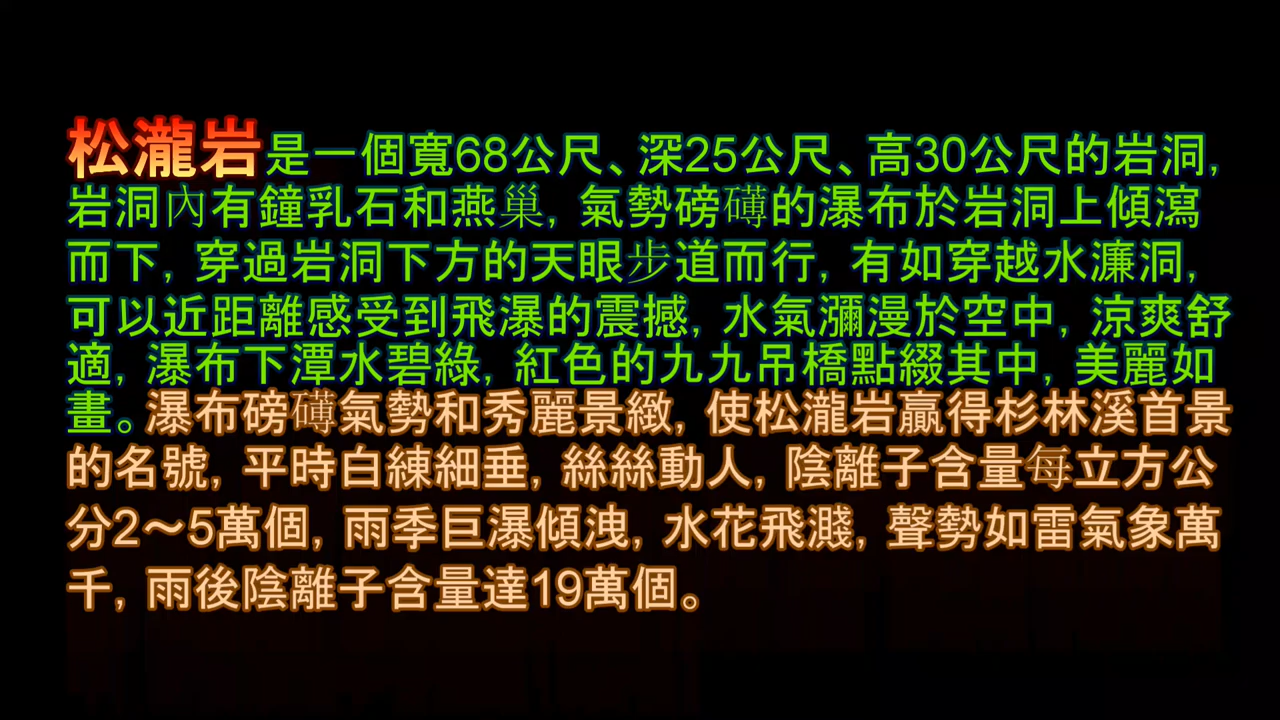 松瀧岩是一個寬68公尺、深25公尺、高30公尺的岩洞,
岩洞內有鐘乳石和燕巢, 氣勢磅礴的瀑布於岩洞上傾瀉
而下, 穿過岩洞下方的天眼步道而行, 有如穿越水濂洞,
可以近距離感受到飛瀑的震撼, 水氣瀰漫於空中, 涼爽舒
適, 瀑布下潭水碧綠, 紅色的九九吊橋點綴其中, 美麗如
畫。瀑布磅礴氣勢和秀麗景緻, 使松瀧岩贏得杉林溪首景
的名號, 平時白練細垂, 絲絲動人, 陰離子含量每立方公
分2～5萬個, 雨季巨瀑傾洩, 水花飛濺, 聲勢如雷氣象萬
千, 雨後陰離子含量達19萬個。